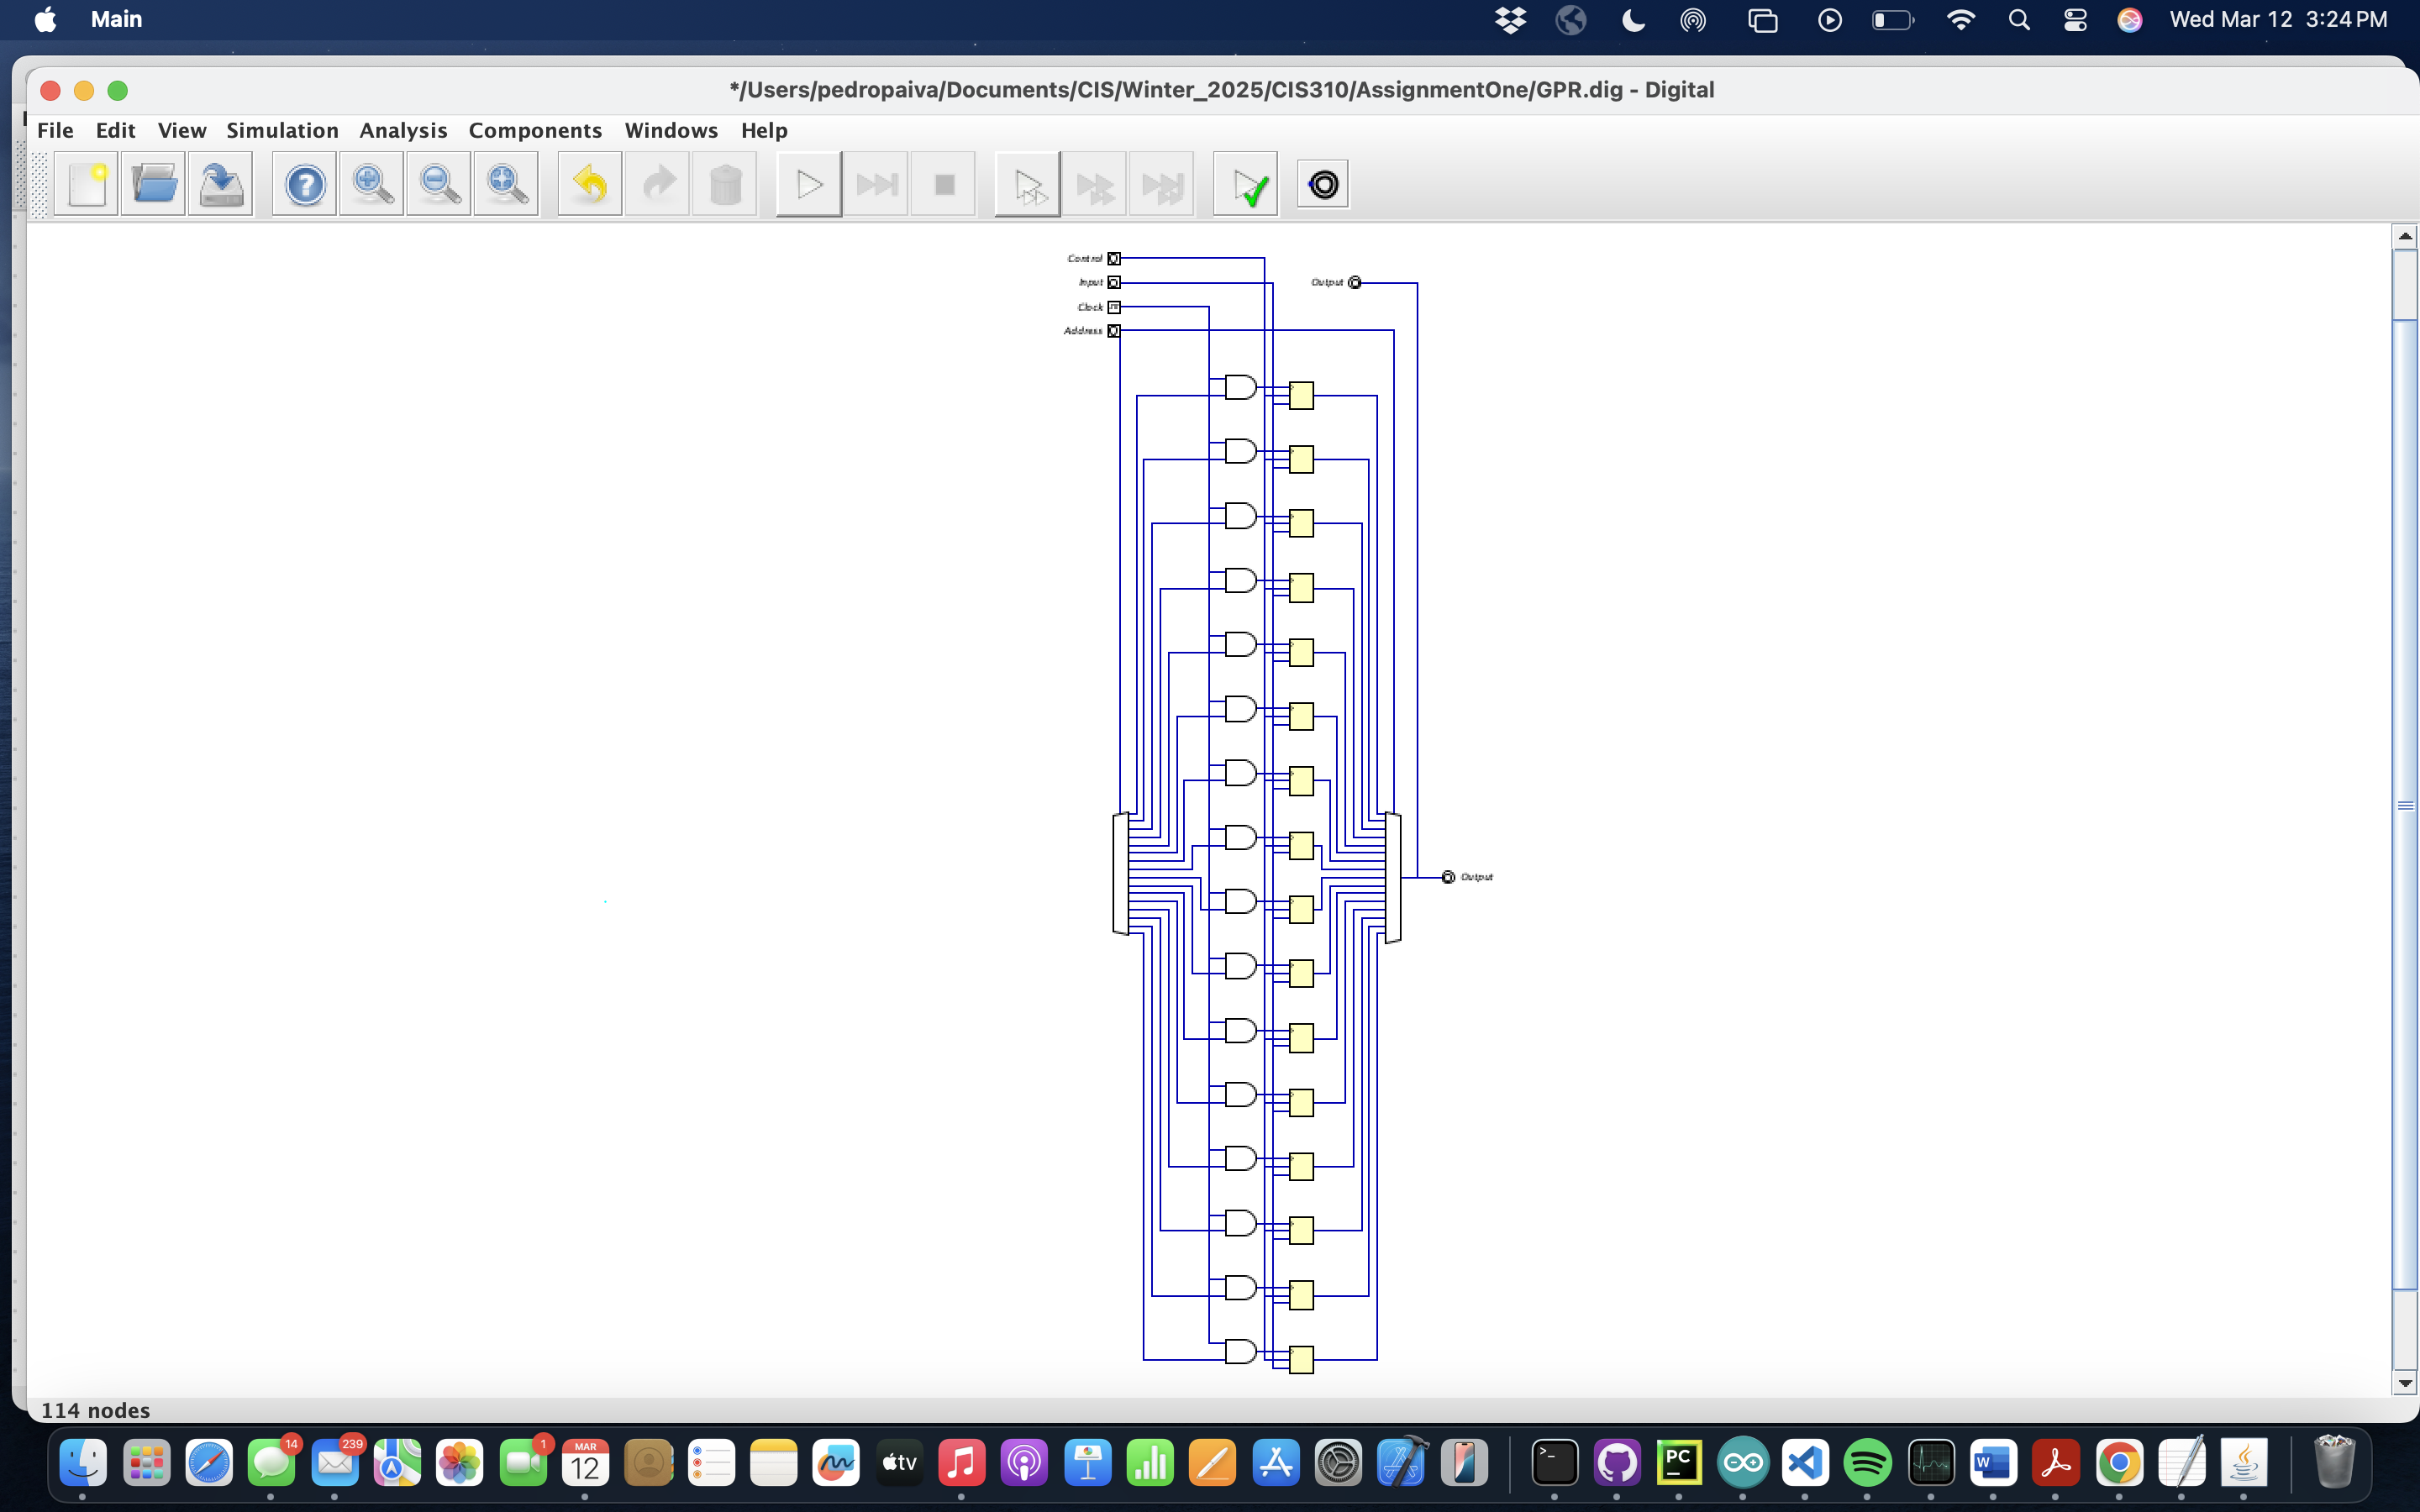 Main
Wed Mar 12 3:24 PM
*/Users/pedropaiva/Documents/CIS/Winter_2025/CIS310/AssignmentOne/GPR.dig - Digital
File Edit View Simulation Analysis Components Windows Help
Control
Input
Output
Clock
Address
Output
114 nodes
14
239
1
MAR
12
tv
>_
PC
W